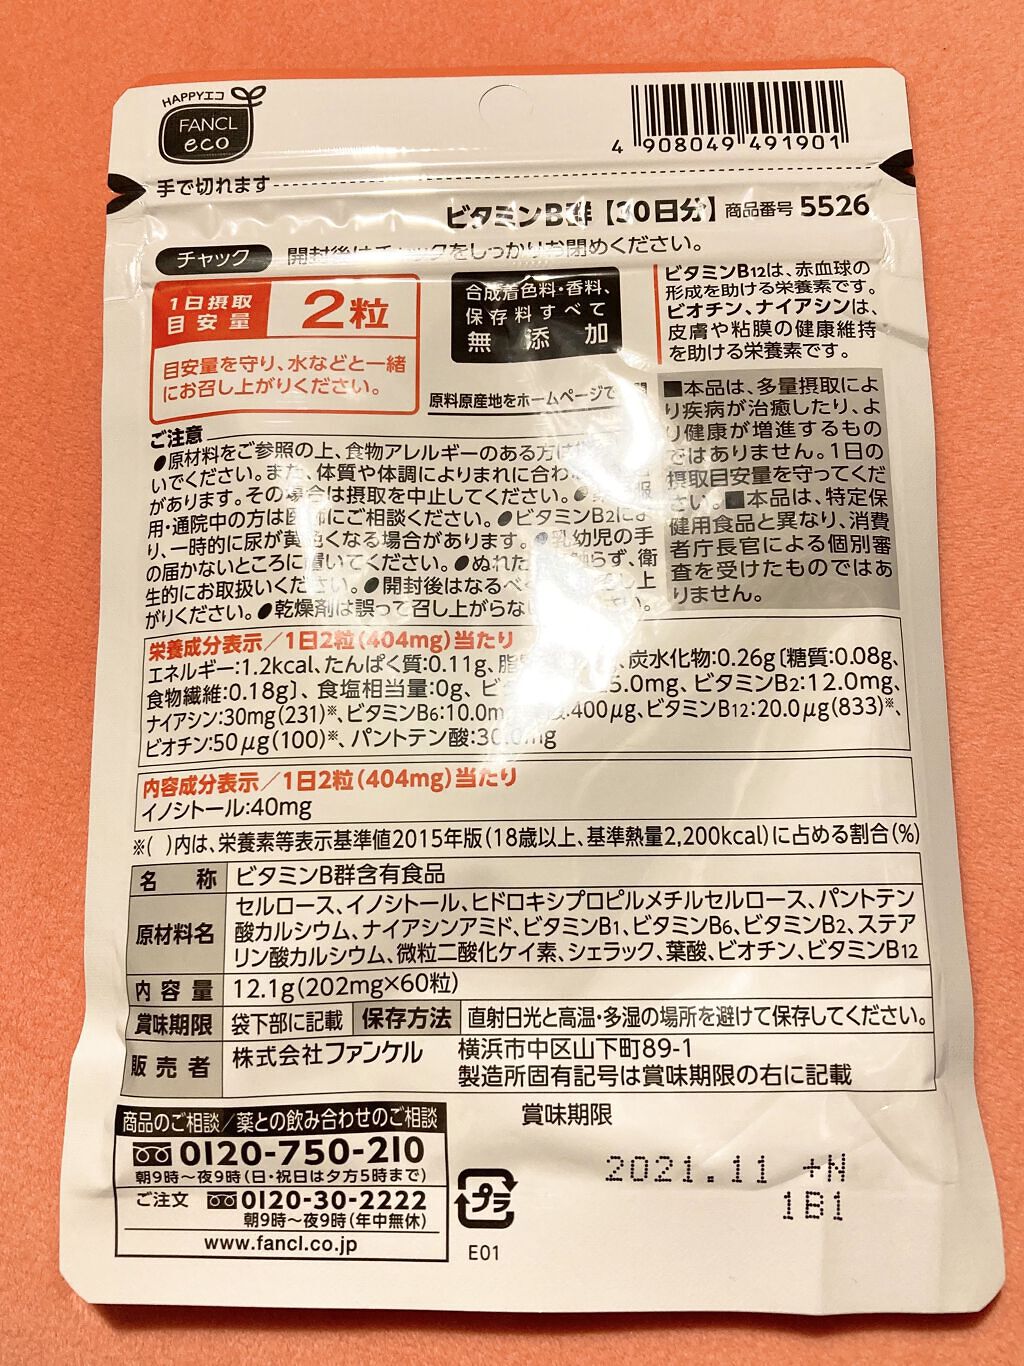 HAPPYエコ
FANCL
eco
4 908049 491901
手で切れます
ビタミンB群【30日分】商品番号 5526
チャック 開封後はチャックをしっかりお閉めください。
1日摂取
目安量
2粒
目安量を守り、水などと一緒
にお召し上がりください。
合成着色料・香料、
保存料すべて
無添加
原料原産地をホームページで
ビタミンB12は、赤血球の
形成を助ける栄養素です。
ビオチン、ナイアシンは、
皮膚や粘膜の健康維持
を助ける栄養素です。
■本品は、多量摂取によ
り疾病が治癒したり、よ
り健康が増進するもの
ではありません。1日の
摂取目安量を守ってくだ
さい。■本品は、特定保
健用食品と異なり、消費
者庁長官による個別審
査を受けたものではあ
りません。
ご注意
●原材料をご参照の上、食物アレルギーのある方は
いでください。また、体質や体調によりまれに合わ
があります。その場合は摂取を中止してください。●
用・通院中の方は医師にご相談ください。●ビタミンB2によ
り、一時的に尿が黄色くなる場合があります。●乳幼児の手
の届かないところに置いてください。●ぬれた らず、衛
生的にお取扱いください。●開封後はなるべく し上
がりください。●乾燥剤は誤って召し上がらない さい。
栄養成分表示/1日2粒(404mg)当たり
エネルギー:1.2kcal、たんぱく質:0.11g、脂 、炭水化物:0.26g〔糖質:0.08g、
食物繊維:0.18g〕、食塩相当量:0g、ビ 5.0mg、ビタミンB2:12.0mg、
ナイアシン:30mg(231)※、ビタミンB6:10.0m :400μg、ビタミンB12:20.0μg(833)※、
ビオチン:50μg(100)※、パントテン酸:30.0mg
内容成分表示/1日2粒(404mg)当たり
イノシトール:40mg
※( )内は、栄養素等表示基準値2015年版(18歳以上、基準熱量2,200kcal)に占める割合(%)
名称 ビタミンB群含有食品
原材料名 セルロース、イノシトール、ヒドロキシプロピルメチルセルロース、パントテン
酸カルシウム、ナイアシンアミド、ビタミンB1、ビタミンB6、ビタミンB2、ステア
リン酸カルシウム、微粒二酸化ケイ素、シェラック、葉酸、ビオチン、ビタミンB12
内容量 12.1g(202mg×60粒)
賞味期限 袋下部に記載 保存方法 直射日光と高温・多湿の場所を避けて保存してください。
販売者 株式会社ファンケル 横浜市中区山下町89-1
製造所固有記号は賞味期限の右に記載
商品のご相談/薬との飲み合わせのご相談
0120-750-210
朝9時〜夜9時(日・祝日は夕方5時まで)
ご注文 0120-30-2222
朝9時〜夜9時(年中無休)
www.fancl.co.jp
プラ
E01
賞味期限
2021.11 +N
1B1